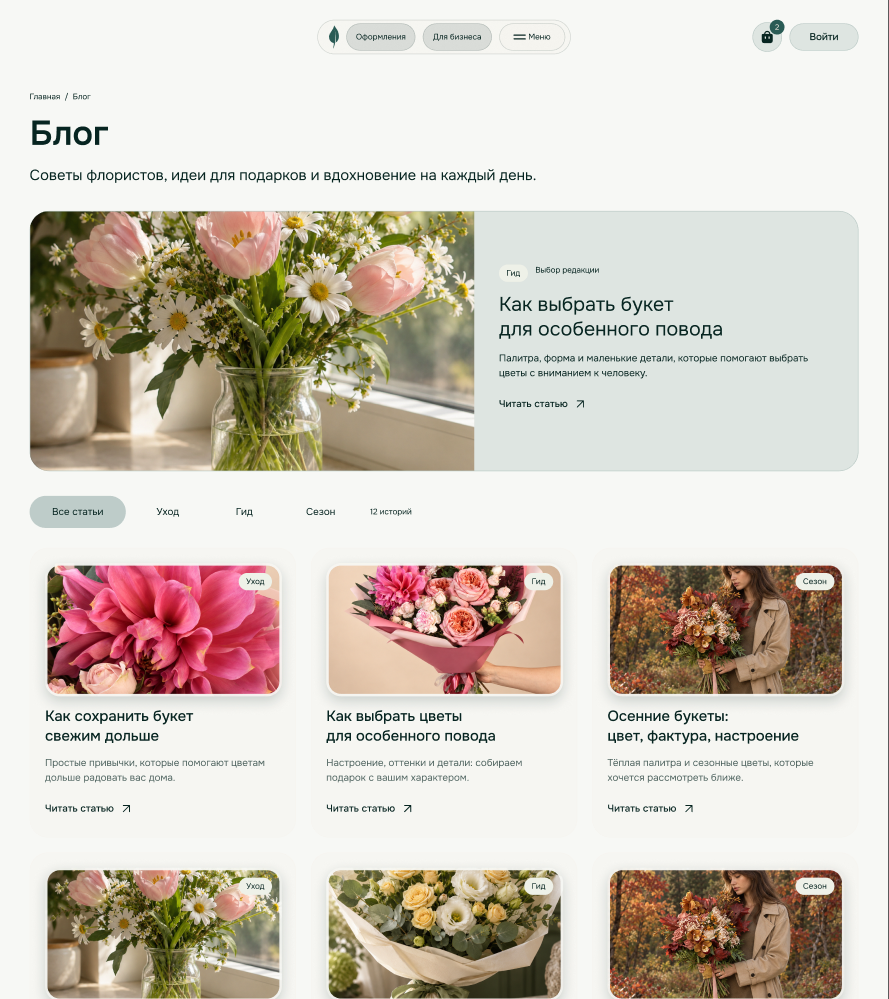 Оформления
Для бизнеса
Меню
2
Войти
Главная / Блог
Блог
Советы флористов, идеи для подарков и вдохновение на каждый день.
Гид
Выбор редакции
Как выбрать букет
для особенного повода
Палитра, форма и маленькие детали, которые помогают выбрать
цветы с вниманием к человеку.
Читать статью
Все статьи
Уход
Гид
Сезон
12 историй
Уход
Как сохранить букет
свежим дольше
Простые привычки, которые помогают цветам
дольше радовать вас дома.
Читать статью
Гид
Как выбрать цветы
для особенного повода
Настроение, оттенки и детали: собираем
подарок с вашим характером.
Читать статью
Сезон
Осенние букеты:
цвет, фактура, настроение
Тёплая палитра и сезонные цветы, которые
хочется рассмотреть ближе.
Читать статью
Уход
Гид
Сезон